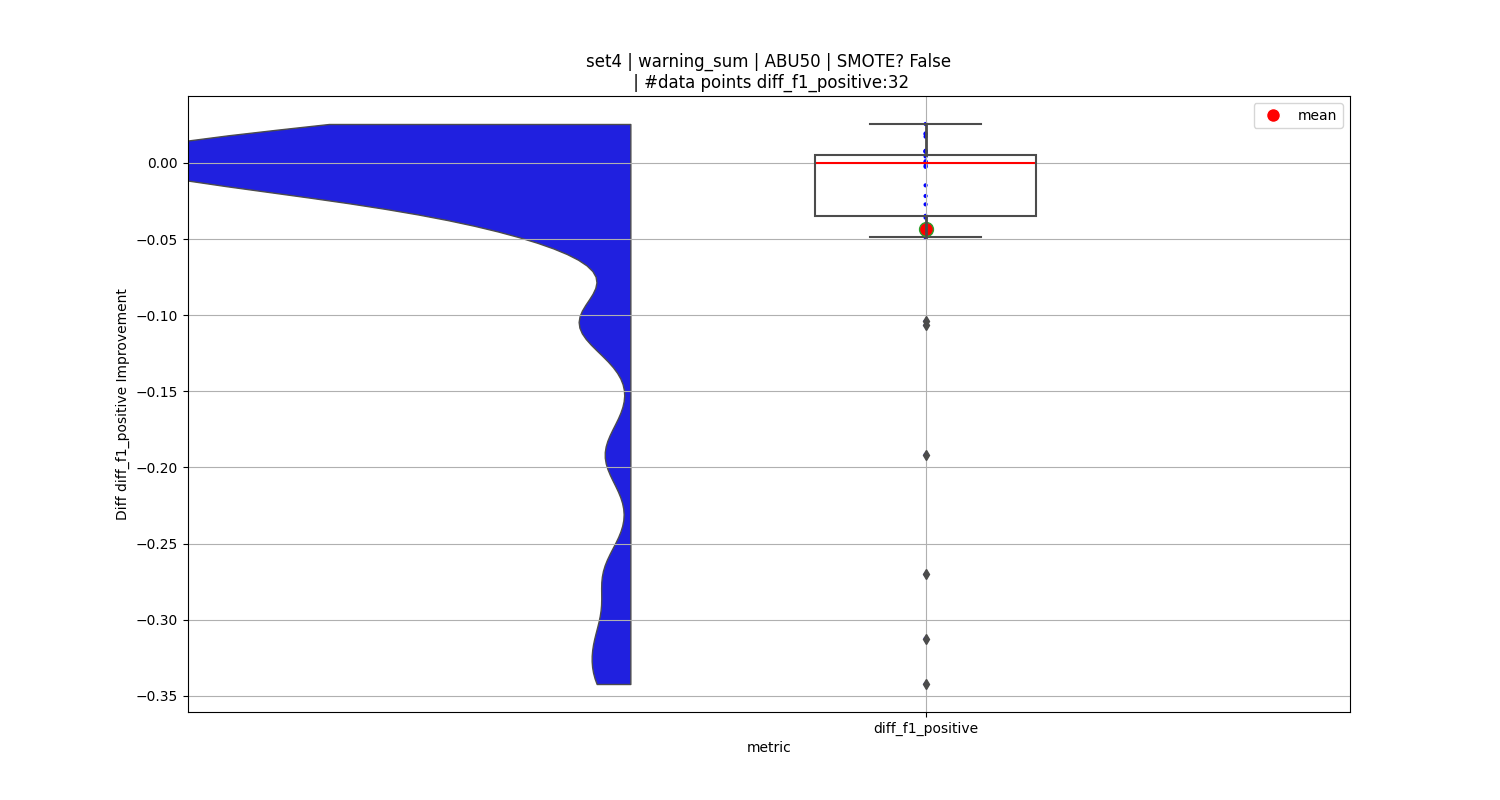 set4 | warning_sum | ABU50 | SMOTE? False
| #data points diff_f1_positive:32
mean
0.00
−0.05
−0.10
−0.15
−0.20
−0.25
−0.30
−0.35
Diff diff_f1_positive Improvement
diff_f1_positive
metric